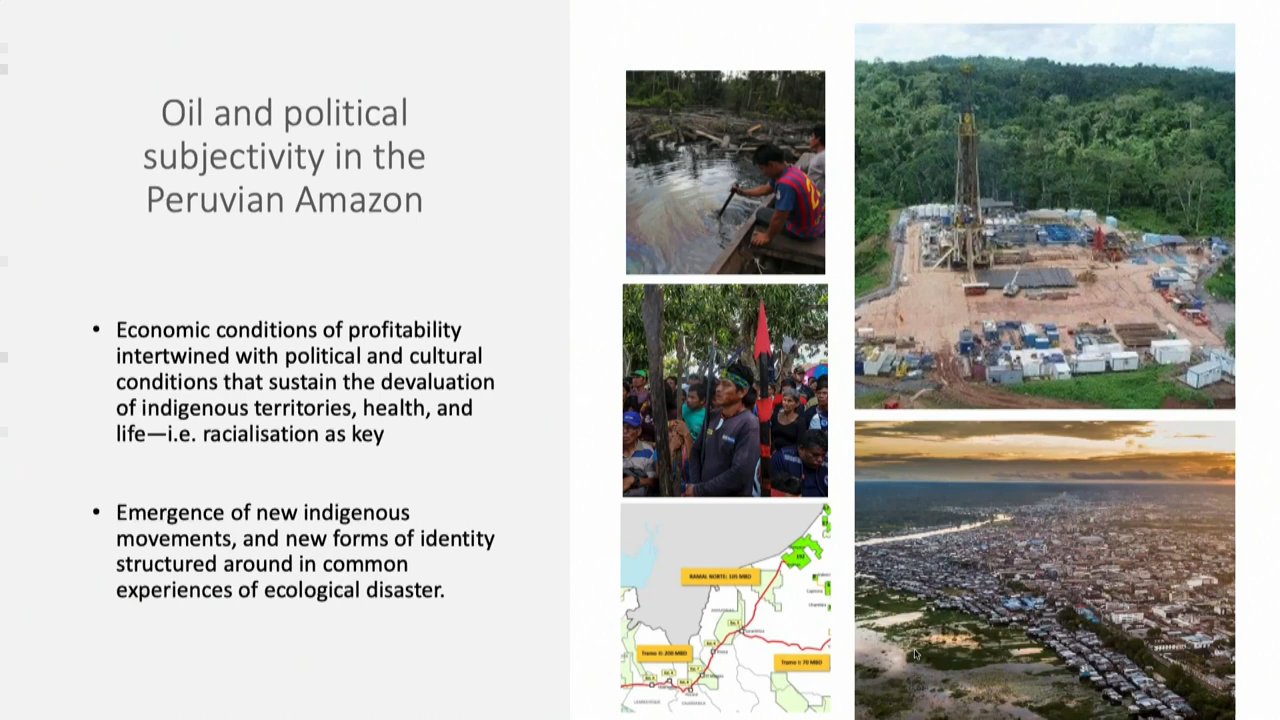 Oil and political
subjectivity in the
Peruvian Amazon
• Economic conditions of profitability
intertwined with political and cultural
conditions that sustain the devaluation
of indigenous territories, health, and
life—i.e. racialisation as key
• Emergence of new indigenous
movements, and new forms of identity
structured around in common
experiences of ecological disaster.
RAMAL NORTE: 105 MBD
Tramo II: 200 MBD
Tramo I: 70 MBD